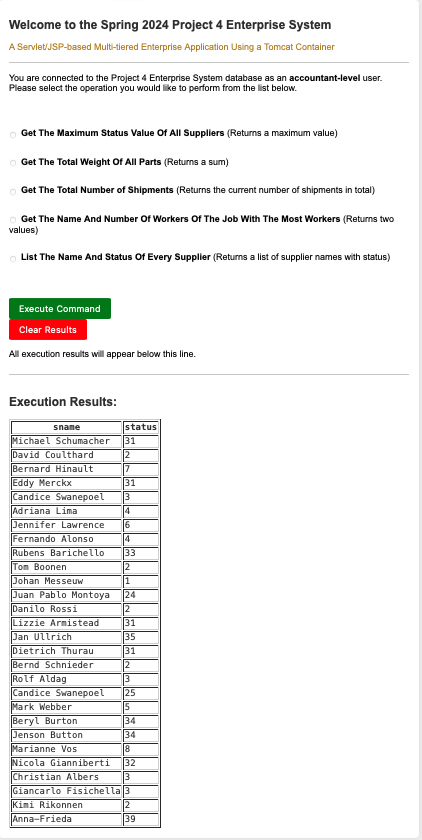 Welcome to the Spring 2024 Project 4 Enterprise System
A Servlet/JSP-based Multi-tiered Enterprise Application Using a Tomcat Container
You are connected to the Project 4 Enterprise System database as an accountant-level user.
Please select the operation you would like to perform from the list below.
Get The Maximum Status Value Of All Suppliers (Returns a maximum value)
Get The Total Weight Of All Parts (Returns a sum)
Get The Total Number of Shipments (Returns the current number of shipments in total)
Get The Name And Number Of Workers Of The Job With The Most Workers (Returns two
values)
List The Name And Status Of Every Supplier (Returns a list of supplier names with status)
Execute Command
Clear Results
All execution results will appear below this line.
Execution Results:
sname status
Michael Schumacher 31
David Coulthard 2
Bernard Hinault 7
Eddy Merckx 31
Candice Swanepoel 3
Adriana Lima 4
Jennifer Lawrence 6
Fernando Alonso 4
Rubens Barichello 33
Tom Boonen 2
Johan Messeuw 1
Juan Pablo Montoya 24
Danilo Rossi 2
Lizzie Armistead 31
Jan Ullrich 35
Dietrich Thurau 31
Bernd Schnieder 2
Rolf Aldag 3
Candice Swanepoel 25
Mark Webber 5
Beryl Burton 34
Jenson Button 34
Marianne Vos 8
Nicola Gianniberti 32
Christian Albers 3
Giancarlo Fisichella 3
Kimi Rikonnen 2
Anna-Frieda 39